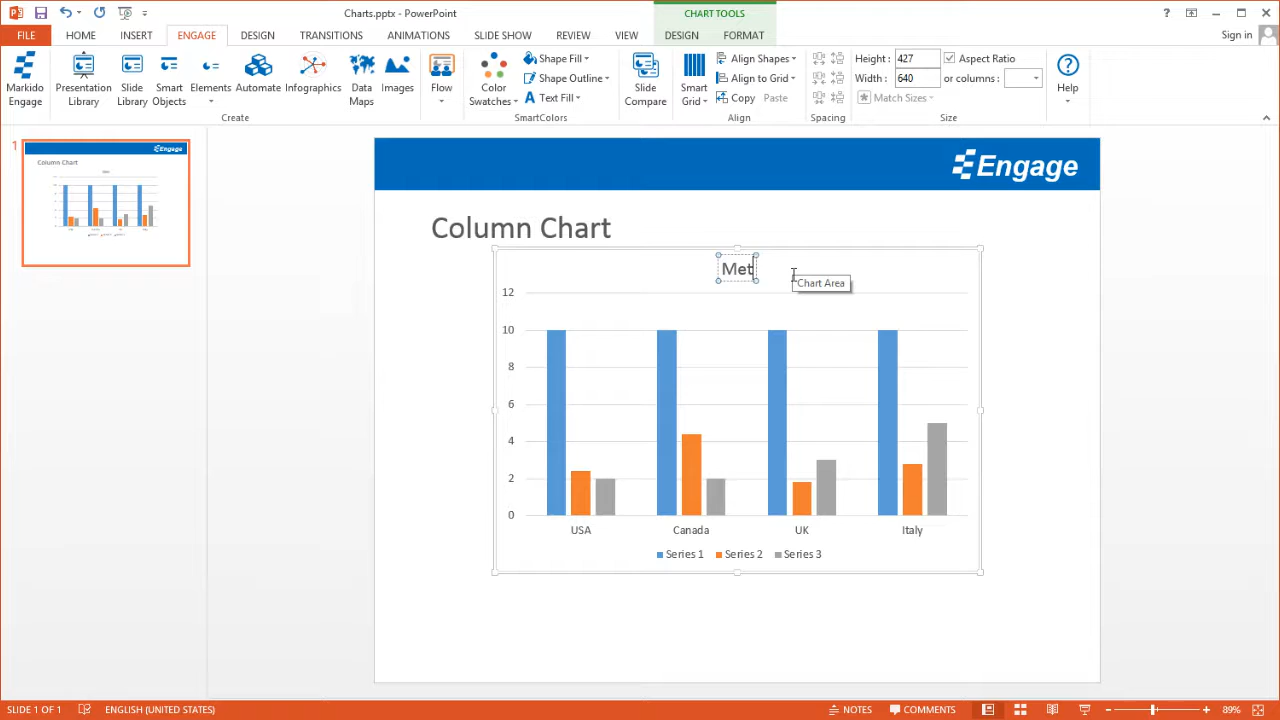 Charts.pptx - PowerPoint
CHART TOOLS
?
FILE HOME INSERT ENGAGE DESIGN TRANSITIONS ANIMATIONS SLIDE SHOW REVIEW VIEW DESIGN FORMAT Sign in
Markido Engage
Presentation Library
Slide Library
Smart Objects
Elements
Automate
Infographics
Data Maps
Images
Create
Flow
Color Swatches
Shape Fill
Shape Outline
Text Fill
SmartColors
Slide Compare
Smart Grid
Align Shapes
Align to Grid
Copy Paste
Align
Spacing
Height: 427 Aspect Ratio
Width: 640 or columns:
Match Sizes
Size
Help
1
Engage
Column Chart
Engage
Column Chart
Met
Chart Area
12
10
8
6
4
2
0
USA Canada UK Italy
Series 1 Series 2 Series 3
SLIDE 1 OF 1 ENGLISH (UNITED STATES) NOTES COMMENTS 89%